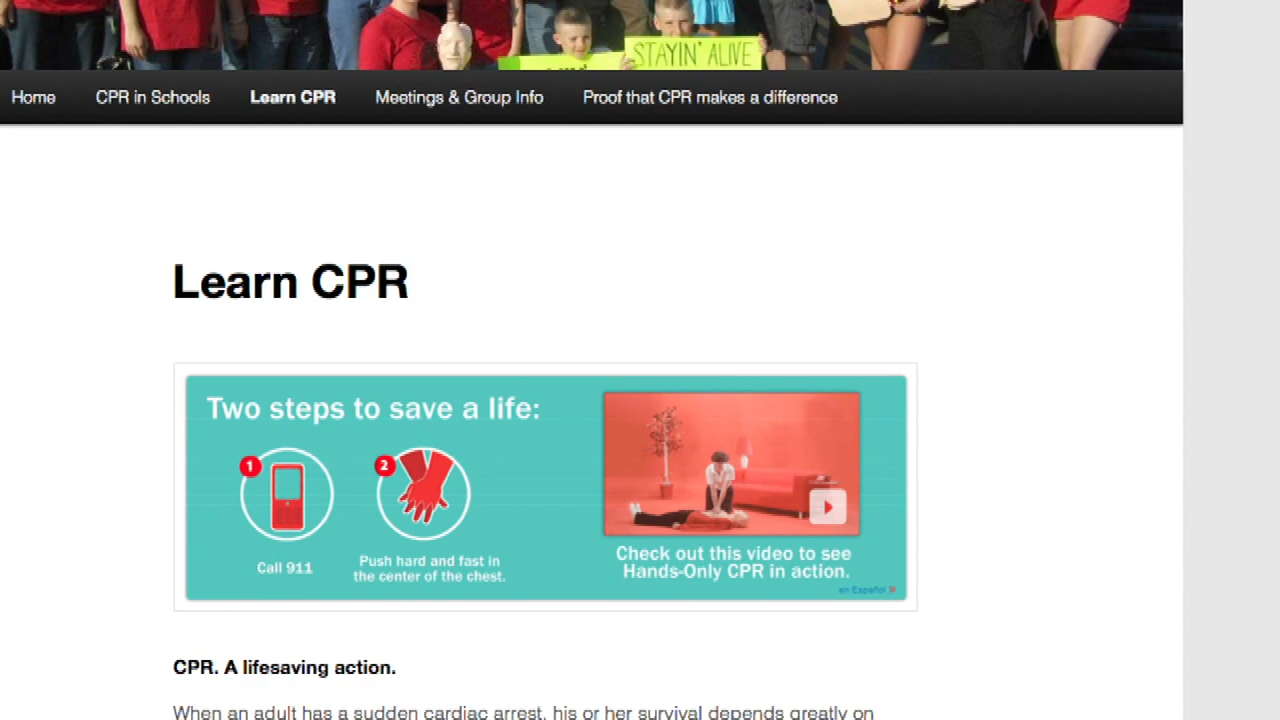 STAYIN' ALIVE
Home CPR in Schools Learn CPR Meetings & Group Info Proof that CPR makes a difference
Learn CPR
Two steps to save a life:
1 2
Call 911
Push hard and fast in
the center of the chest.
Check out this video to see
Hands-Only CPR in action.
en Español
CPR. A lifesaving action.
When an adult has a sudden cardiac arrest, his or her survival depends greatly on